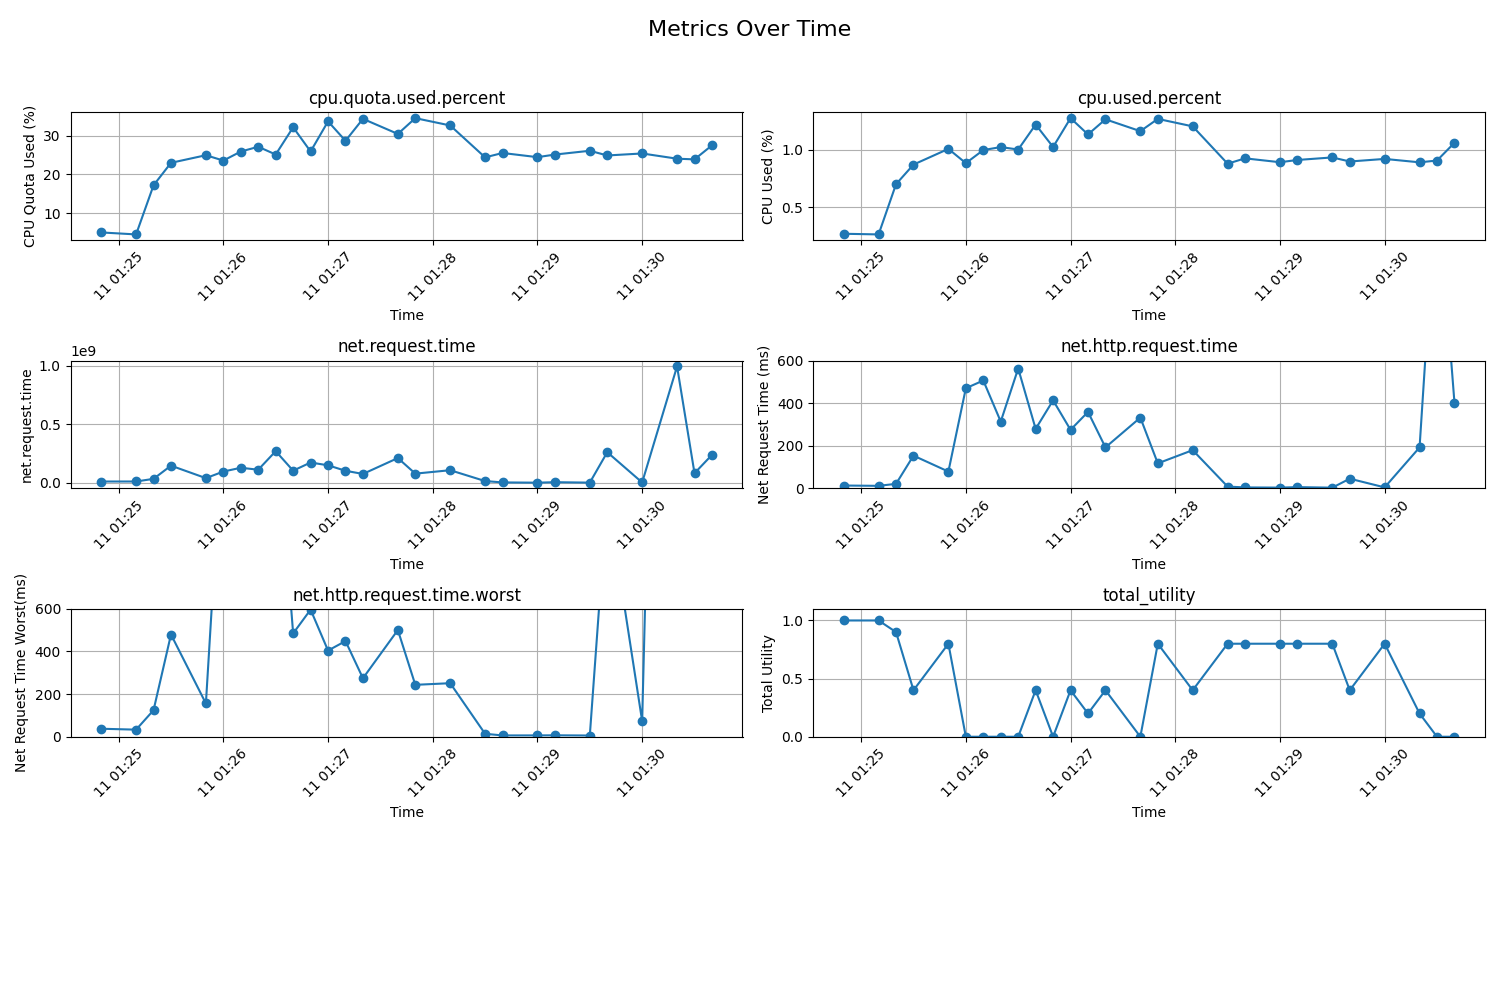 Metrics Over Time
cpu.quota.used.percent
CPU Quota Used (%)
30
20
10
11 01:25
11 01:26
11 01:27
11 01:28
11 01:29
11 01:30
Time
cpu.used.percent
CPU Used (%)
1.0
0.5
11 01:25
11 01:26
11 01:27
11 01:28
11 01:29
11 01:30
Time
net.request.time
1e9
net.request.time
1.0
0.5
0.0
11 01:25
11 01:26
11 01:27
11 01:28
11 01:29
11 01:30
Time
net.http.request.time
Net Request Time (ms)
600
400
200
0
11 01:25
11 01:26
11 01:27
11 01:28
11 01:29
11 01:30
Time
net.http.request.time.worst
Net Request Time Worst(ms)
600
400
200
0
11 01:25
11 01:26
11 01:27
11 01:28
11 01:29
11 01:30
Time
total_utility
Total Utility
1.0
0.5
0.0
11 01:25
11 01:26
11 01:27
11 01:28
11 01:29
11 01:30
Time